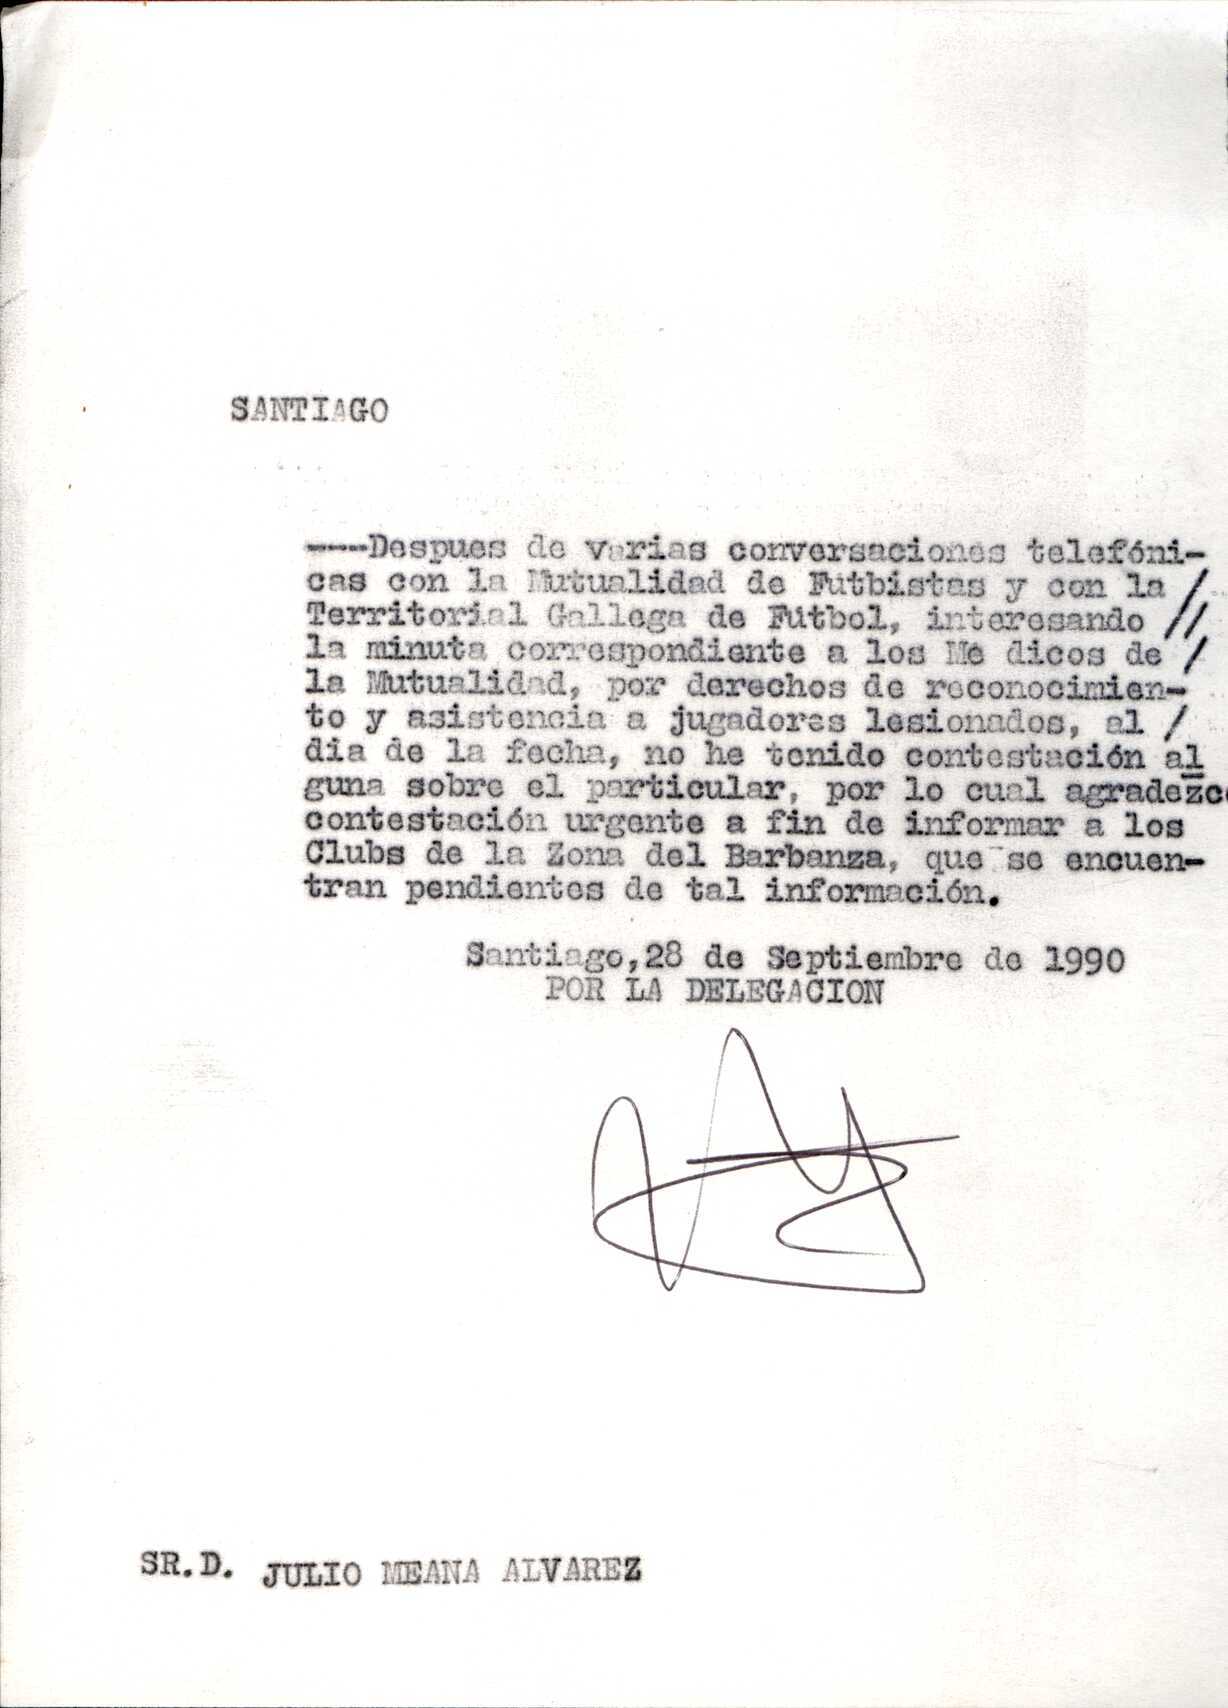 SANTIAGO
----Despues de varias conversaciones telefóni-
cas con la Mutualidad de Futbistas y con la /
Territorial Gallega de Fútbol, interesando //
la minuta correspondiente a los Mé dicos de /
la Mutualidad, por derechos de reconocimien-
to y asistencia a jugadores lesionados, al /
dia de la fecha, no he tenido contestación al
guna sobre el particular, por lo cual agradezco
contestación urgente a fin de informar a los
Clubs de la Zona del Barbanza, que se encuen-
tran pendientes de tal información.
Santiago,28 de Septiembre de 1990
POR LA DELEGACION
SR.D. JULIO MEANA ALVAREZ